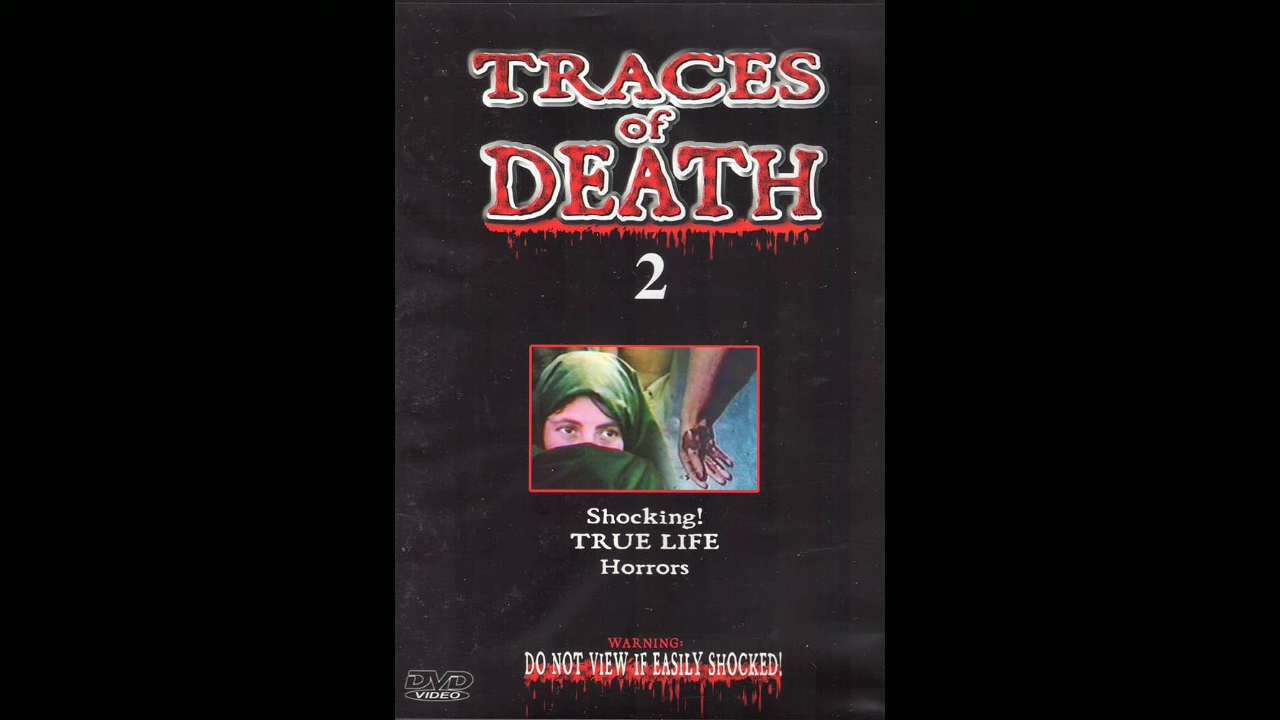 TRACES
of
DEATH
2
Shocking!
TRUE LIFE
Horrors
WARNING:
DO NOT VIEW IF EASILY SHOCKED!
DVD
VIDEO